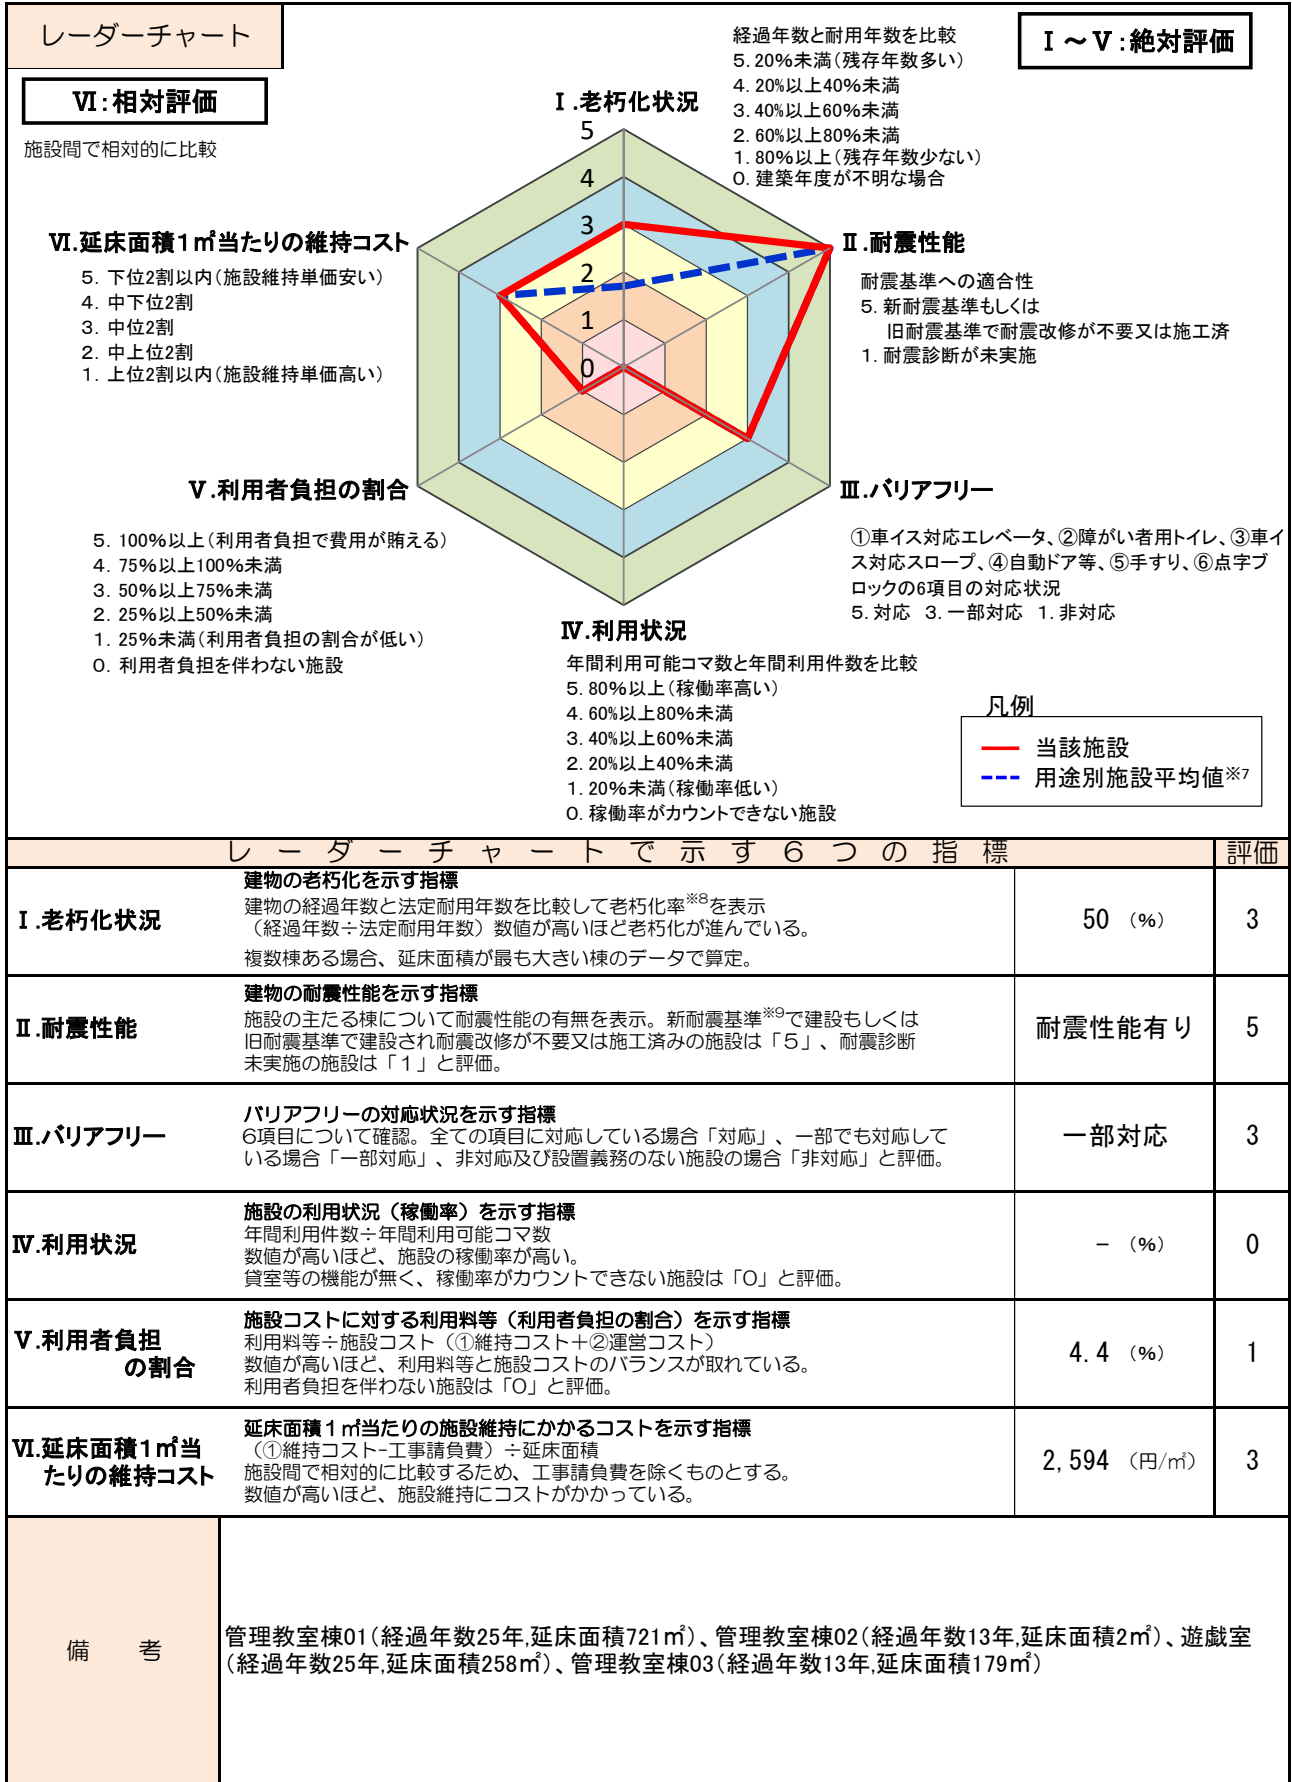 レーダーチャート
Ⅰ～Ⅴ：絶対評価
Ⅵ：相対評価
施設間で相対的に比較
Ⅰ.老朽化状況
経過年数と耐用年数を比較
5. 20%未満（残存年数多い）
4. 20%以上40%未満
3. 40%以上60%未満
2. 60%以上80%未満
1. 80%以上（残存年数少ない）
0. 建築年度が不明な場合
5
4
3
2
1
0
Ⅱ.耐震性能
耐震基準への適合性
5. 新耐震基準もしくは
旧耐震基準で耐震改修が不要又は施工済
1. 耐震診断が未実施
Ⅵ.延床面積1㎡当たりの維持コスト
5. 下位2割以内（施設維持単価安い）
4. 中下位2割
3. 中位2割
2. 中上位2割
1. 上位2割以内（施設維持単価高い）
Ⅲ.バリアフリー
①車イス対応エレベータ、②障がい者用トイレ、③車イ
ス対応スロープ、④自動ドア等、⑤手すり、⑥点字ブ
ロックの6項目の対応状況
5. 対応 3. 一部対応 1. 非対応
Ⅴ.利用者負担の割合
5. 100%以上（利用者負担で費用が賄える）
4. 75%以上100%未満
3. 50%以上75%未満
2. 25%以上50%未満
1. 25%未満（利用者負担の割合が低い）
0. 利用者負担を伴わない施設
Ⅳ.利用状況
年間利用可能コマ数と年間利用件数を比較
5. 80%以上（稼働率高い）
4. 60%以上80%未満
3. 40%以上60%未満
2. 20%以上40%未満
1. 20%未満（稼働率低い）
0. 稼働率がカウントできない施設
凡例
当該施設
用途別施設平均値※7
レーダーチャートで示す6つの指標 評価
Ⅰ.老朽化状況
建物の老朽化を示す指標
建物の経過年数と法定耐用年数を比較して老朽化率※8を表示
（経過年数÷法定耐用年数）数値が高いほど老朽化が進んでいる。
複数棟ある場合、延床面積が最も大きい棟のデータで算定。
50 （%） 3
Ⅱ.耐震性能
建物の耐震性能を示す指標
施設の主たる棟について耐震性能の有無を表示。新耐震基準※9で建設もしくは
旧耐震基準で建設され耐震改修が不要又は施工済みの施設は「5」、耐震診断
未実施の施設は「1」と評価。
耐震性能有り 5
Ⅲ.バリアフリー
バリアフリーの対応状況を示す指標
6項目について確認。全ての項目に対応している場合「対応」、一部でも対応して
いる場合「一部対応」、非対応及び設置義務のない施設の場合「非対応」と評価。
一部対応 3
Ⅳ.利用状況
施設の利用状況（稼働率）を示す指標
年間利用件数÷年間利用可能コマ数
数値が高いほど、施設の稼働率が高い。
貸室等の機能が無く、稼働率がカウントできない施設は「0」と評価。
－ （%） 0
Ⅴ.利用者負担
の割合
施設コストに対する利用料等（利用者負担の割合）を示す指標
利用料等÷施設コスト（①維持コスト＋②運営コスト）
数値が高いほど、利用料等と施設コストのバランスが取れている。
利用者負担を伴わない施設は「0」と評価。
4.4 （%） 1
Ⅵ.延床面積1㎡当
たりの維持コスト
延床面積1㎡当たりの施設維持にかかるコストを示す指標
（①維持コスト-工事請負費）÷延床面積
施設間で相対的に比較するため、工事請負費を除くものとする。
数値が高いほど、施設維持にコストがかかっている。
2,594 （円/㎡） 3
備 考
管理教室棟01（経過年数25年,延床面積721㎡）、管理教室棟02（経過年数13年,延床面積2㎡）、遊戯室
（経過年数25年,延床面積258㎡）、管理教室棟03（経過年数13年,延床面積179㎡）